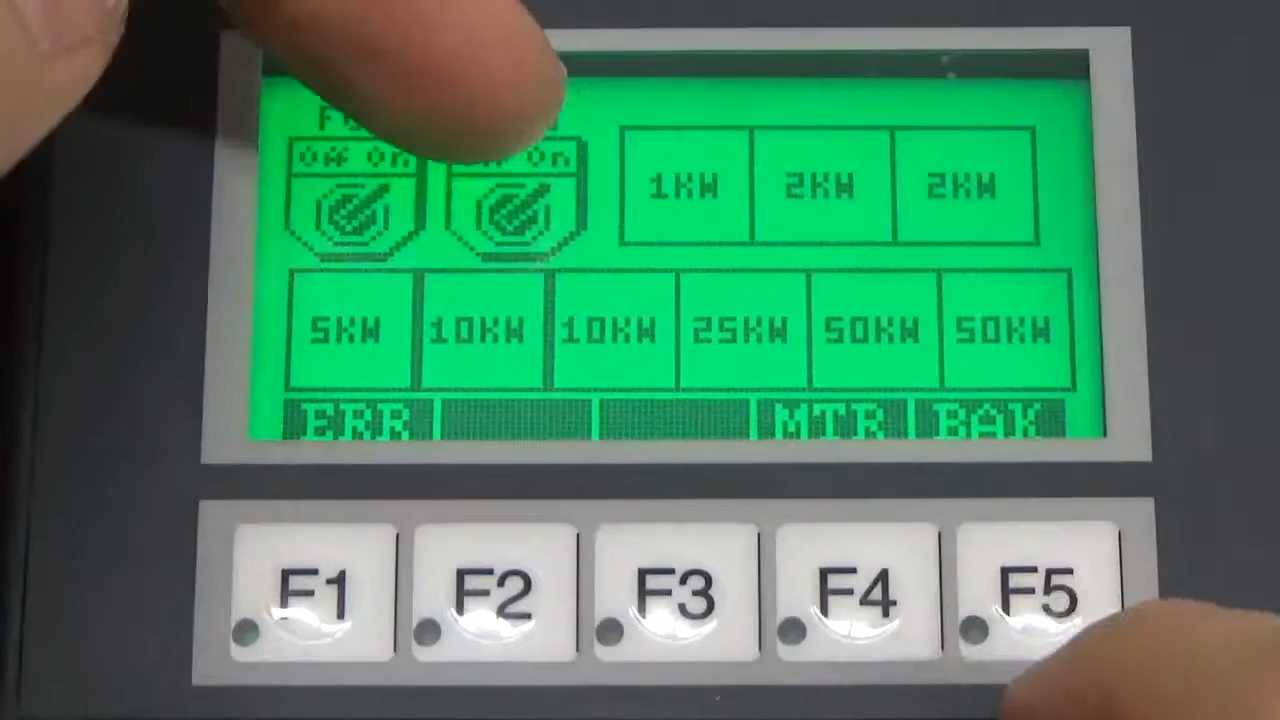 Off On On
1KW 2KW 2KW
5KW 10KW 10KW 25KW 50KW 50KW
ERR MTR BAK
F1 F2 F3 F4 F5